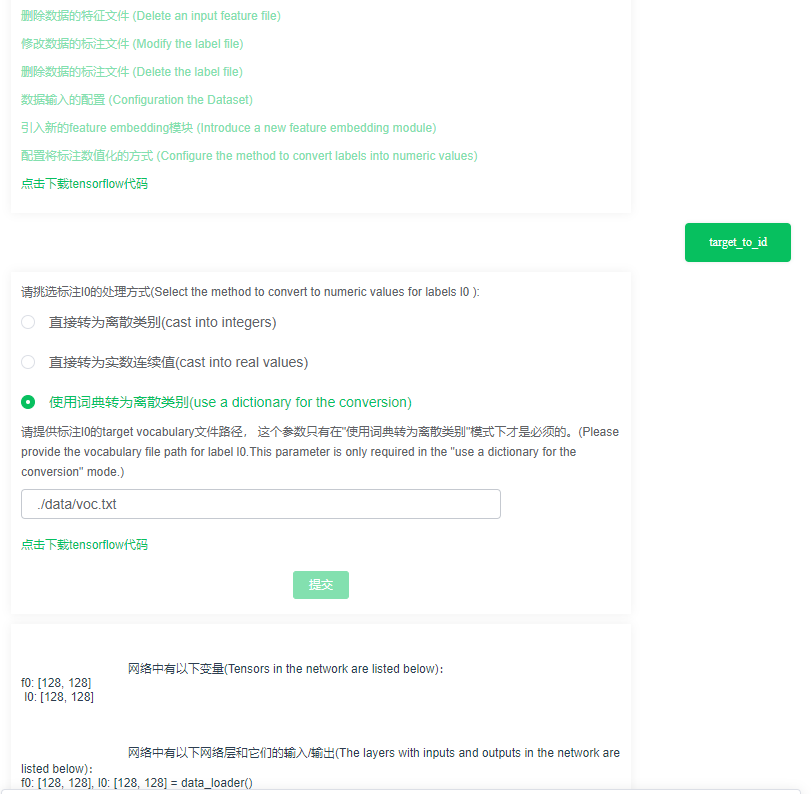 删除数据的特征文件 (Delete an input feature file)
修改数据的标注文件 (Modify the label file)
删除数据的标注文件 (Delete the label file)
数据输入的配置 (Configuration the Dataset)
引入新的feature embedding模块 (Introduce a new feature embedding module)
配置将标注数值化的方式 (Configure the method to convert labels into numeric values)
点击下载tensorflow代码
target_to_id
请挑选标注l0的处理方式(Select the method to convert to numeric values for labels l0 ):
直接转为离散类别(cast into integers)
直接转为实数连续值(cast into real values)
使用词典转为离散类别(use a dictionary for the conversion)
请提供标注l0的target vocabulary文件路径， 这个参数只有在"使用词典转为离散类别"模式下才是必须的。(Please
provide the vocabulary file path for label l0.This parameter is only required in the "use a dictionary for the
conversion" mode.)
./data/voc.txt
点击下载tensorflow代码
提交
网络中有以下变量(Tensors in the network are listed below)：
f0: [128, 128]
l0: [128, 128]
网络中有以下网络层和它们的输入/输出(The layers with inputs and outputs in the network are
listed below)：
f0: [128, 128], l0: [128, 128] = data_loader()